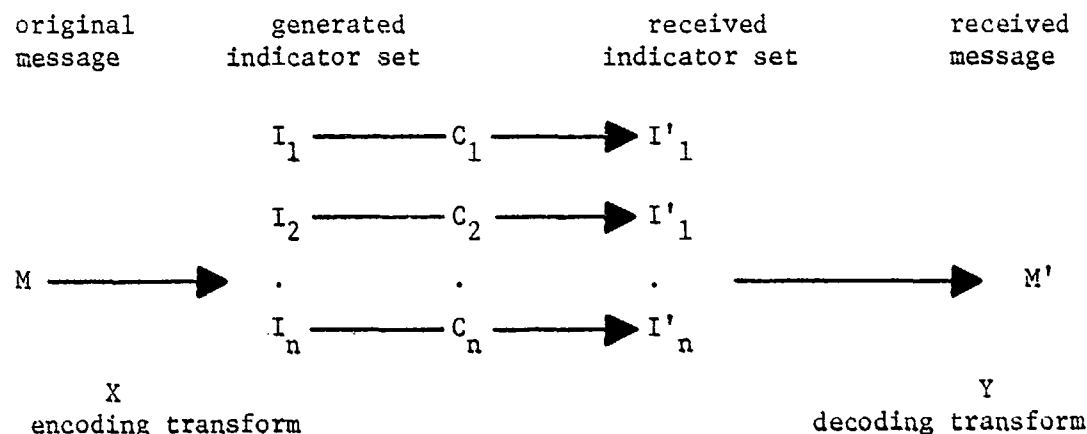 original generated received received
message indicator set indicator set message
I₁ C₁ I'₁
I₂ C₂ I'₁
M . . . M'
Iₙ Cₙ I'ₙ
X Y
encoding transform decoding transform